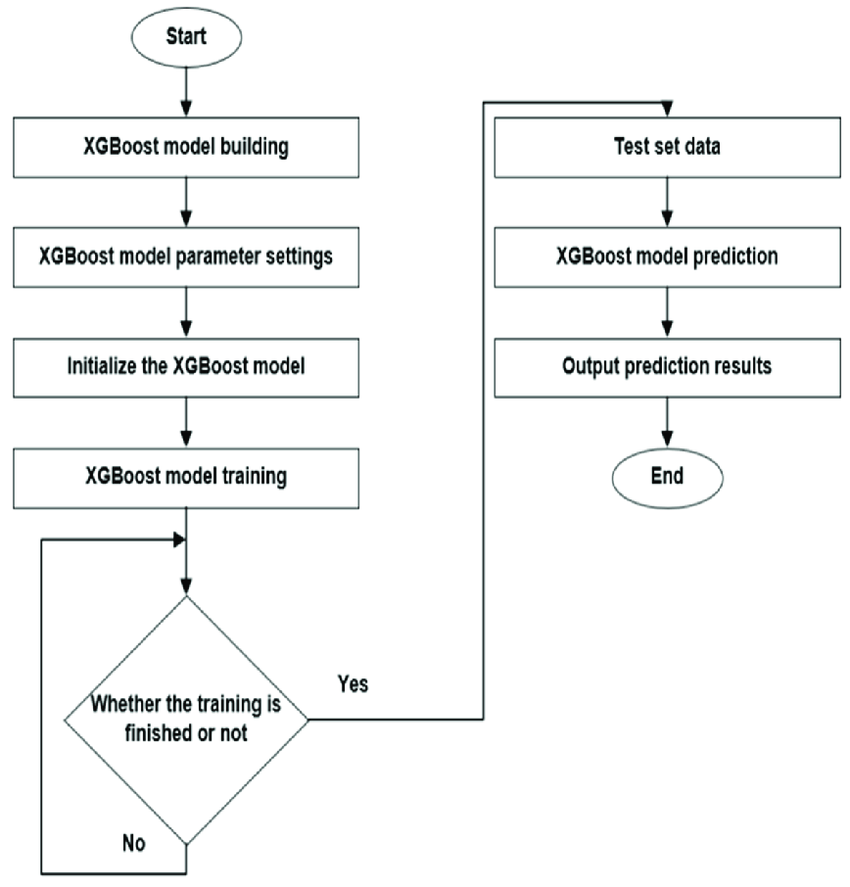 Start
XGBoost model building
XGBoost model parameter settings
Initialize the XGBoost model
XGBoost model training
Whether the training is
finished or not
No
Yes
Test set data
XGBoost model prediction
Output prediction results
End